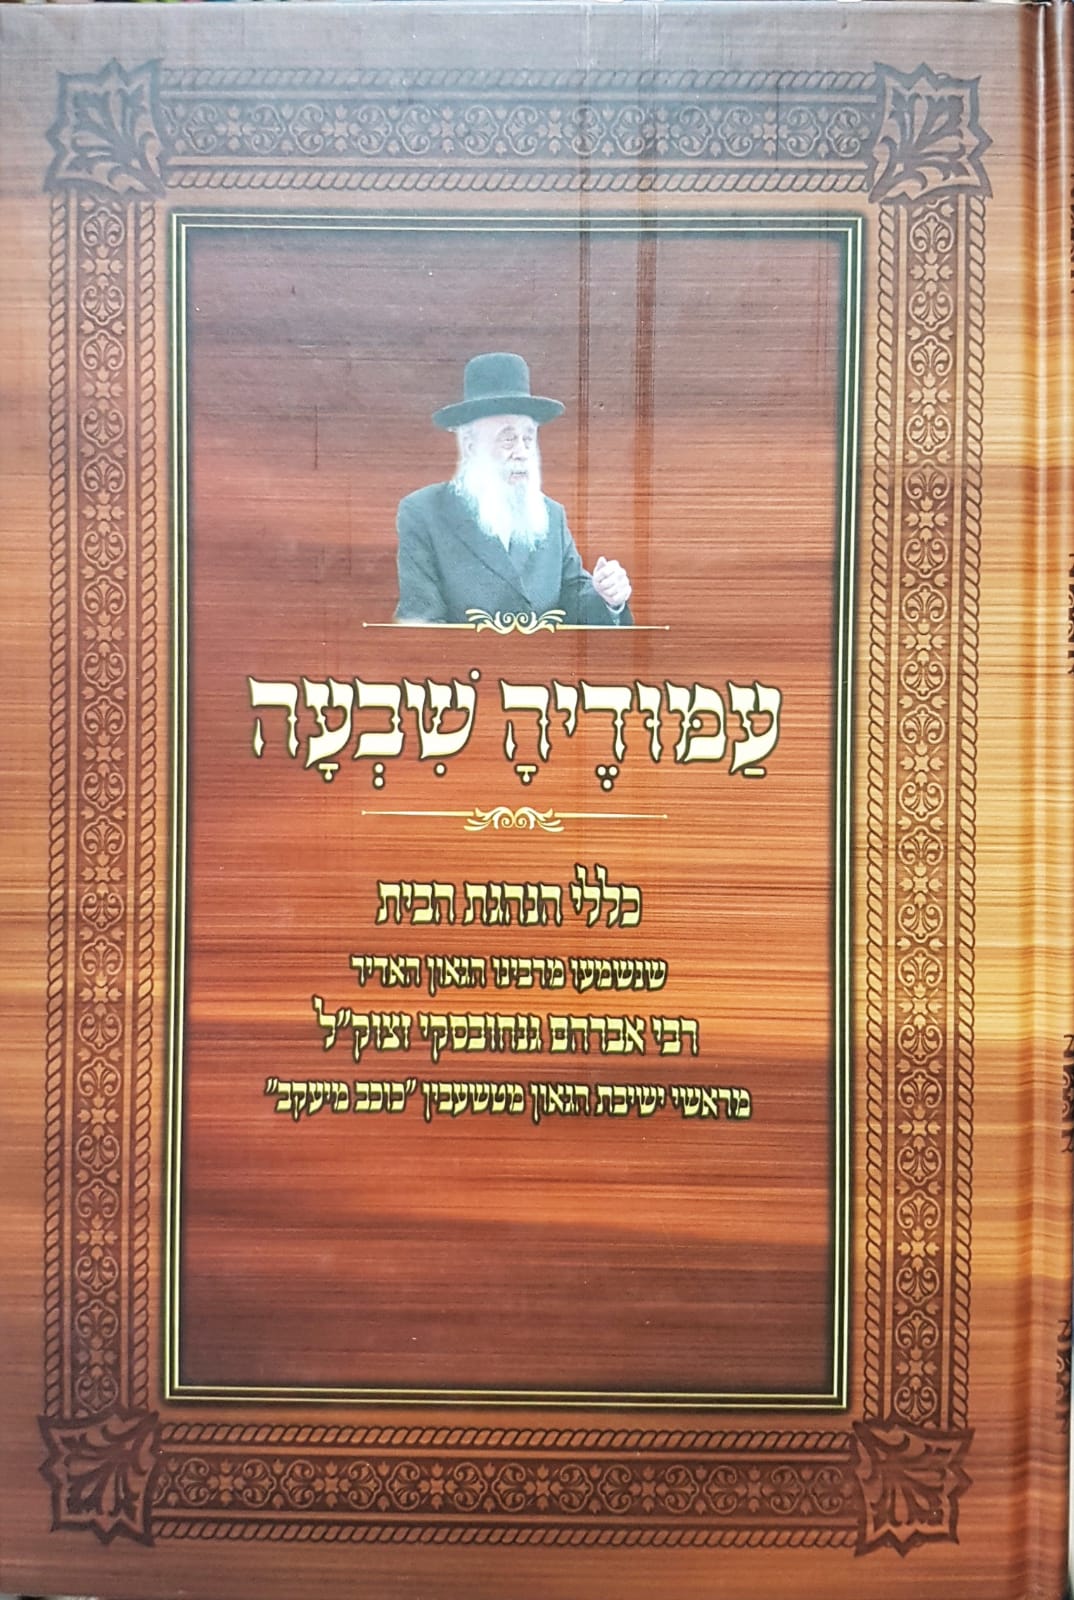 עַמּוּדֶיהָ שִׁבְעָה
כללי הנהגת הבית
שנשמעו מרבינו הגאון האדיר
רבי אברהם גנחובסקי זצוק"ל
מראשי ישיבת הגאון מטשעבין "כוכב מיעקב"